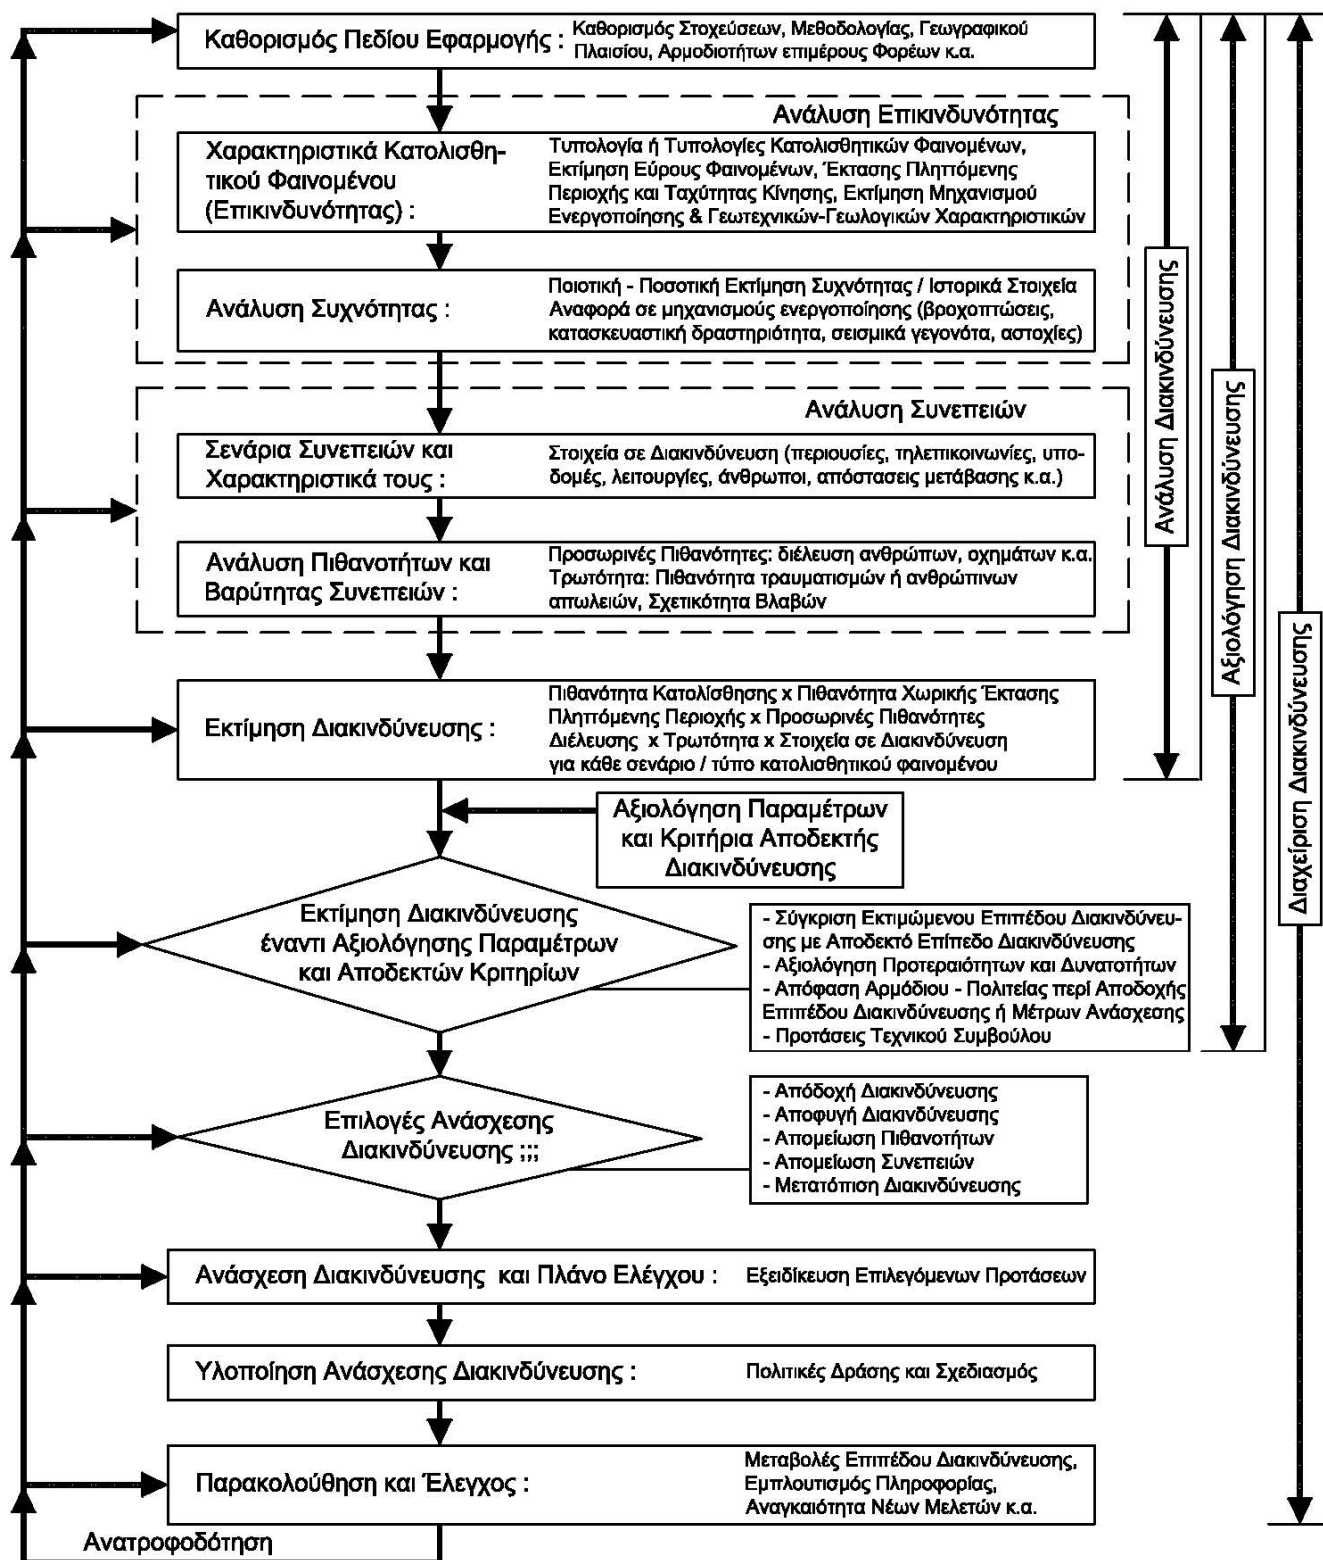 Καθορισμός Πεδίου Εφαρμογής :
Καθορισμός Στοχεύσεων, Μεθοδολογίας, Γεωγραφικού
Πλαισίου, Αρμοδιοτήτων επιμέρους Φορέων κ.α.
Ανάλυση Επικινδυνότητας
Χαρακτηριστικά Κατολισθη-
τικού Φαινομένου
(Επικινδυνότητας) :
Τυπολογία ή Τυπολογίες Κατολισθητικών Φαινομένων,
Εκτίμηση Εύρους Φαινομένων, Έκτασης Πληττόμενης
Περιοχής και Ταχύτητας Κίνησης, Εκτίμηση Μηχανισμού
Ενεργοποίησης & Γεωτεχνικών-Γεωλογικών Χαρακτηριστικών
Ανάλυση Συχνότητας :
Ποιοτική - Ποσοτική Εκτίμηση Συχνότητας / Ιστορικά Στοιχεία
Αναφορά σε μηχανισμούς ενεργοποίησης (βροχοπτώσεις,
κατασκευαστική δραστηριότητα, σεισμικά γεγονότα, αστοχίες)
Ανάλυση Συνεπειών
Σενάρια Συνεπειών και
Χαρακτηριστικά τους :
Στοιχεία σε Διακινδύνευση (περιουσίες, τηλεπικοινωνίες, υπο-
δομές, λειτουργίες, άνθρωποι, απόστασεις μετάβασης κ.α.)
Ανάλυση Πιθανοτήτων και
Βαρύτητας Συνεπειών :
Προσωρινές Πιθανότητες: διέλευση ανθρώπων, οχημάτων κ.α.
Τρωτότητα: Πιθανότητα τραυματισμών ή ανθρώπινων
απωλειών, Σχετικότητα Βλαβών
Εκτίμηση Διακινδύνευσης :
Πιθανότητα Κατολίσθησης x Πιθανότητα Χωρικής Έκτασης
Πληττόμενης Περιοχής x Προσωρινές Πιθανότητες
Διέλευσης x Τρωτότητα x Στοιχεία σε Διακινδύνευση
για κάθε σενάριο / τύπο κατολισθητικού φαινομένου
Αξιολόγηση Παραμέτρων
και Κριτήρια Αποδεκτής
Διακινδύνευσης
Εκτίμηση Διακινδύνευσης
έναντι Αξιολόγησης Παραμέτρων
και Αποδεκτών Κριτηρίων
- Σύγκριση Εκτιμώμενου Επιπέδου Διακινδύνευ-
σης με Αποδεκτό Επίπεδο Διακινδύνευσης
- Αξιολόγηση Προτεραιότητων και Δυνατοτήτων
- Απόφαση Αρμόδιου - Πολιτείας περί Αποδοχής
Επιπέδου Διακινδύνευσης ή Μέτρων Ανάσχεσης
- Προτάσεις Τεχνικού Συμβούλου
Επιλογές Ανάσχεσης
Διακινδύνευσης ;;;
- Απόδοχή Διακινδύνευσης
- Αποφυγή Διακινδύνευσης
- Απομείωση Πιθανοτήτων
- Απομείωση Συνεπειών
- Μετατόπιση Διακινδύνευσης
Ανάσχεση Διακινδύνευσης και Πλάνο Ελέγχου :
Εξειδίκευση Επιλεγόμενων Προτάσεων
Υλοποίηση Ανάσχεσης Διακινδύνευσης :
Πολιτικές Δράσης και Σχεδιασμός
Παρακολούθηση και Έλεγχος :
Μεταβολές Επιπέδου Διακινδύνευσης,
Εμπλουτισμός Πληροφορίας,
Αναγκαιότητα Νέων Μελετών κ.α.
Ανατροφοδότηση
Ανάλυση Διακινδύνευσης
Αξιολόγηση Διακινδύνευσης
Διαχείριση Διακινδύνευσης